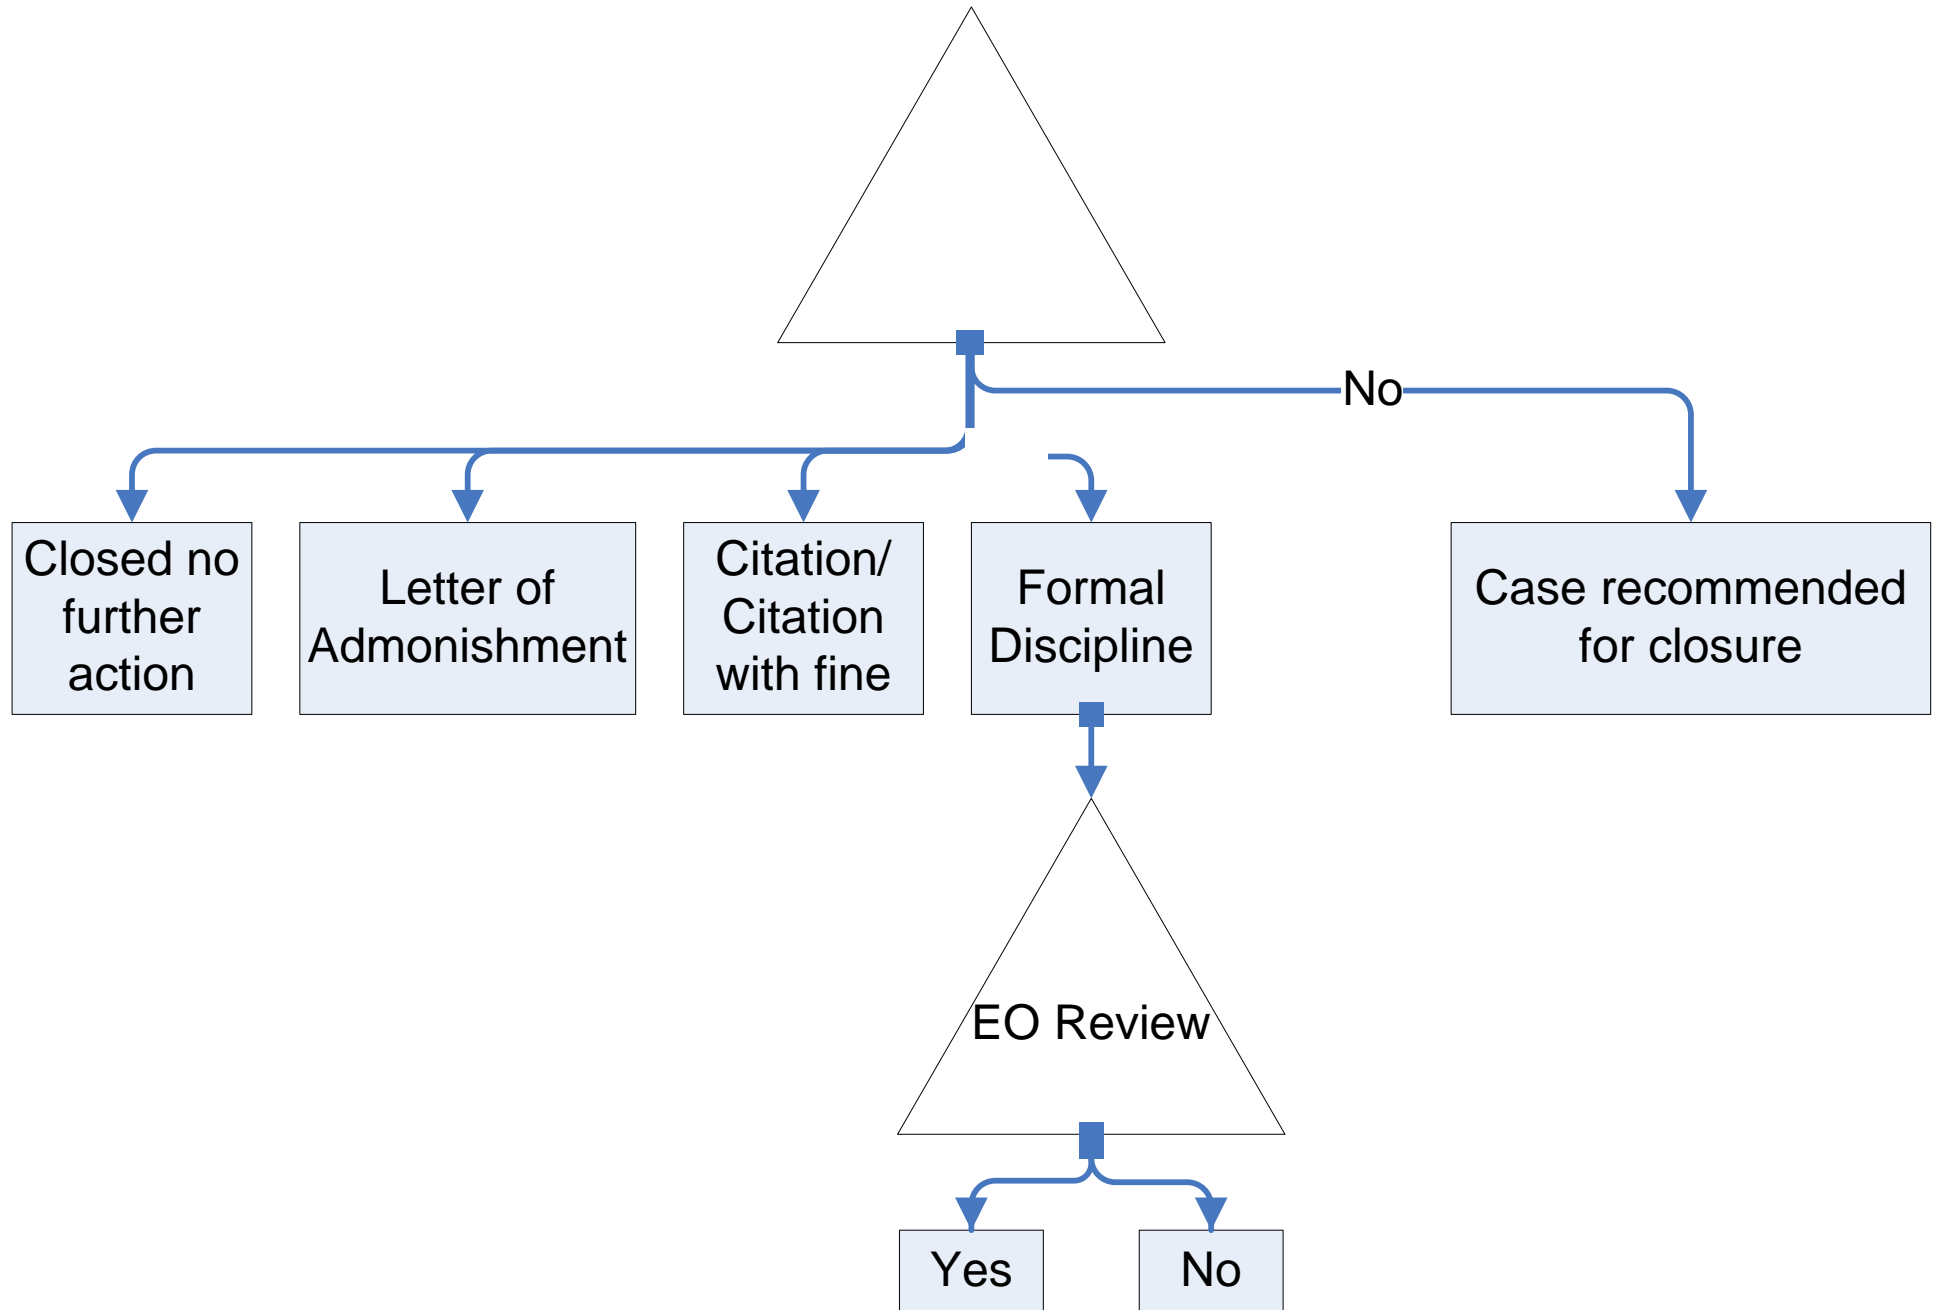 No
Closed no
further
action
Letter of
Admonishment
Citation/
Citation
with fine
Formal
Discipline
Case recommended
for closure
EO Review
Yes
No